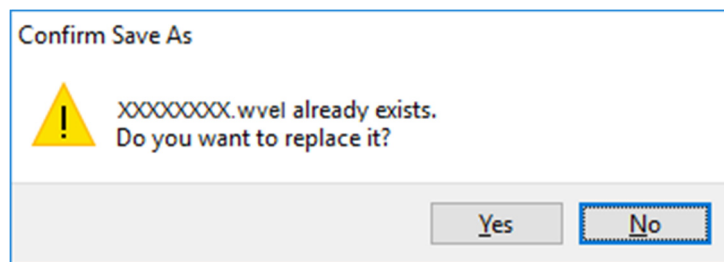 Confirm Save As
XXXXXXXX.wvel already exists.
Do you want to replace it?
Yes
No